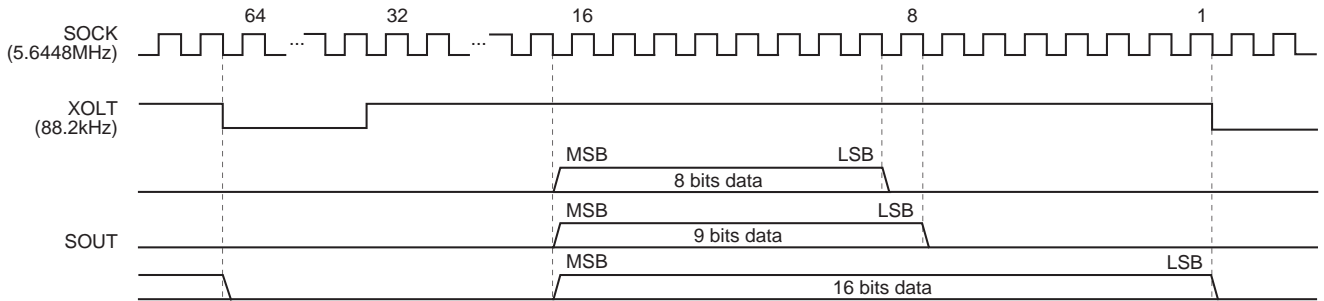 64 32 16 8 1
SOCK
(5.6448MHz)
... ...
XOLT
(88.2kHz)
MSB LSB
8 bits data
MSB LSB
9 bits data
SOUT
MSB LSB
16 bits data